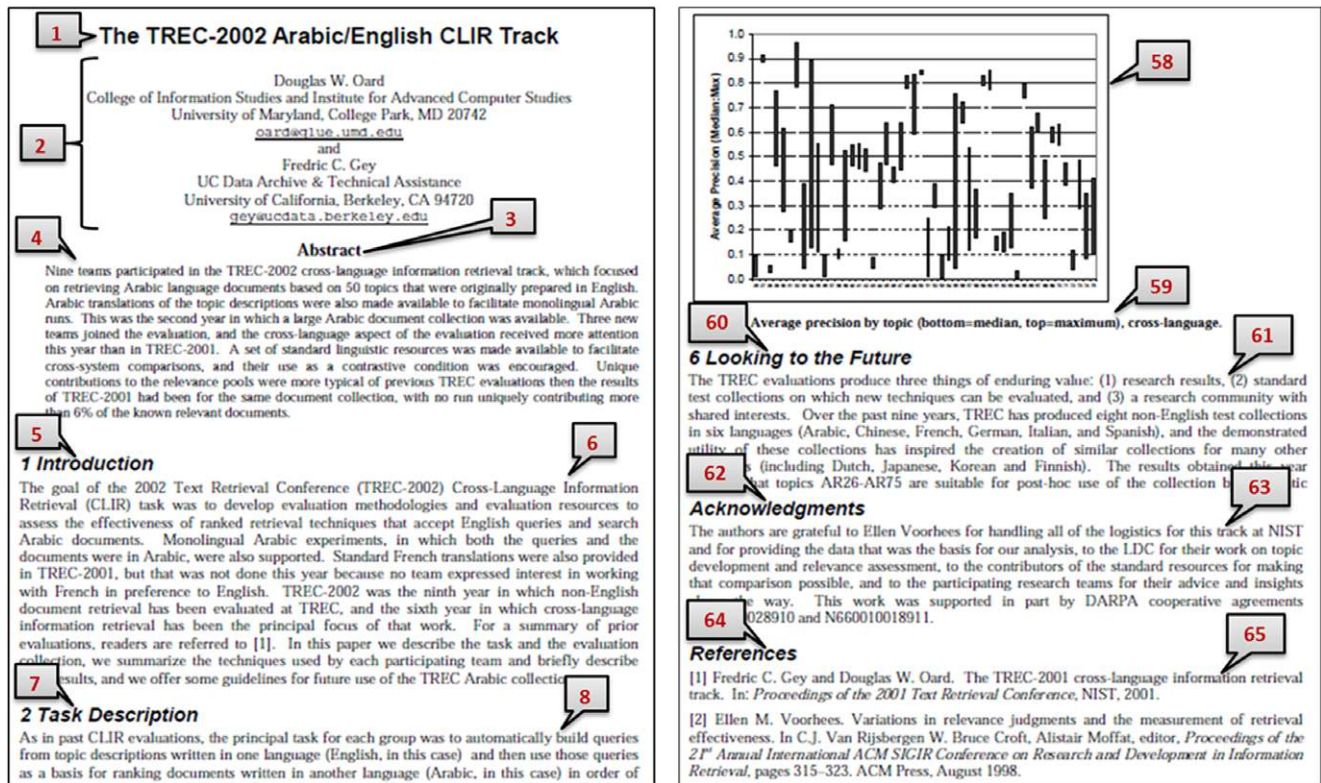 1
The TREC-2002 Arabic/English CLIR Track
2
Douglas W. Oard
College of Information Studies and Institute for Advanced Computer Studies
University of Maryland, College Park, MD 20742
oard@glue.umd.edu
and
Fredric C. Gey
UC Data Archive & Technical Assistance
University of California, Berkeley, CA 94720
gey@ucdata.berkeley.edu
3
Abstract
4
Nine teams participated in the TREC-2002 cross-language information retrieval track, which focused
on retrieving Arabic language documents based on 50 topics that were originally prepared in English.
Arabic translations of the topic descriptions were also made available to facilitate monolingual Arabic
runs. This was the second year in which a large Arabic document collection was available. Three new
teams joined the evaluation, and the cross-language aspect of the evaluation received more attention
this year than in TREC-2001. A set of standard linguistic resources was made available to facilitate
cross-system comparisons, and their use as a contrastive condition was encouraged. Unique
contributions to the relevance pools were more typical of previous TREC evaluations then the results
of TREC-2001 had been for the same document collection, with no run uniquely contributing more
than 6% of the known relevant documents.
5
1 Introduction
6
The goal of the 2002 Text Retrieval Conference (TREC-2002) Cross-Language Information
Retrieval (CLIR) task was to develop evaluation methodologies and evaluation resources to
assess the effectiveness of ranked retrieval techniques that accept English queries and search
Arabic documents. Monolingual Arabic experiments, in which both the queries and the
documents were in Arabic, were also supported. Standard French translations were also provided
in TREC-2001, but that was not done this year because no team expressed interest in working
with French in preference to English. TREC-2002 was the ninth year in which non-English
document retrieval has been evaluated at TREC, and the sixth year in which cross-language
information retrieval has been the principal focus of that work. For a summary of prior
evaluations, readers are referred to [1]. In this paper we describe the task and the evaluation
collection, we summarize the techniques used by each participating team and briefly describe
results, and we offer some guidelines for future use of the TREC Arabic
7
2 Task Description
8
As in past CLIR evaluations, the principal task for each group was to automatically build queries
from topic descriptions written in one language (English, in this case) and then use those queries
as a basis for ranking documents written in another language (Arabic, in this case) in order of
58
Average Precision (Median:Max)
1.0
0.9
0.8
0.7
0.6
0.5
0.4
0.3
0.2
0.1
0.0
59
Average precision by topic (bottom=median, top=maximum), cross-language.
60
6 Looking to the Future
61
The TREC evaluations produce three things of enduring value: (1) research results, (2) standard
test collections on which new techniques can be evaluated, and (3) a research community with
shared interests. Over the past nine years, TREC has produced eight non-English test collections
in six languages (Arabic, Chinese, French, German, Italian, and Spanish), and the demonstrated
utility of these collections has inspired the creation of similar collections for many other
(including Dutch, Japanese, Korean and Finnish). The results obtained this year
that topics AR26-AR75 are suitable for post-hoc use of the collection
62
Acknowledgments
63
The authors are grateful to Ellen Voorhees for handling all of the logistics for this track at NIST
and for providing the data that was the basis for our analysis, to the LDC for their work on topic
development and relevance assessment, to the contributors of the standard resources for making
that comparison possible, and to the participating research teams for their advice and insights
the way. This work was supported in part by DARPA cooperative agreements
028910 and N660010018911.
64
References
65
[1] Fredric C. Gey and Douglas W. Oard. The TREC-2001 cross-language information retrieval
track. In: Proceedings of the 2001 Text Retrieval Conference, NIST, 2001.
[2] Ellen M. Voorhees. Variations in relevance judgments and the measurement of retrieval
effectiveness. In C.J. Van Rijsbergen W. Bruce Croft, Alistair Moffat, editor, Proceedings of the
21st Annual International ACM SIGIR Conference on Research and Development in Information
Retrieval, pages 315–323. ACM Press, August 1998.